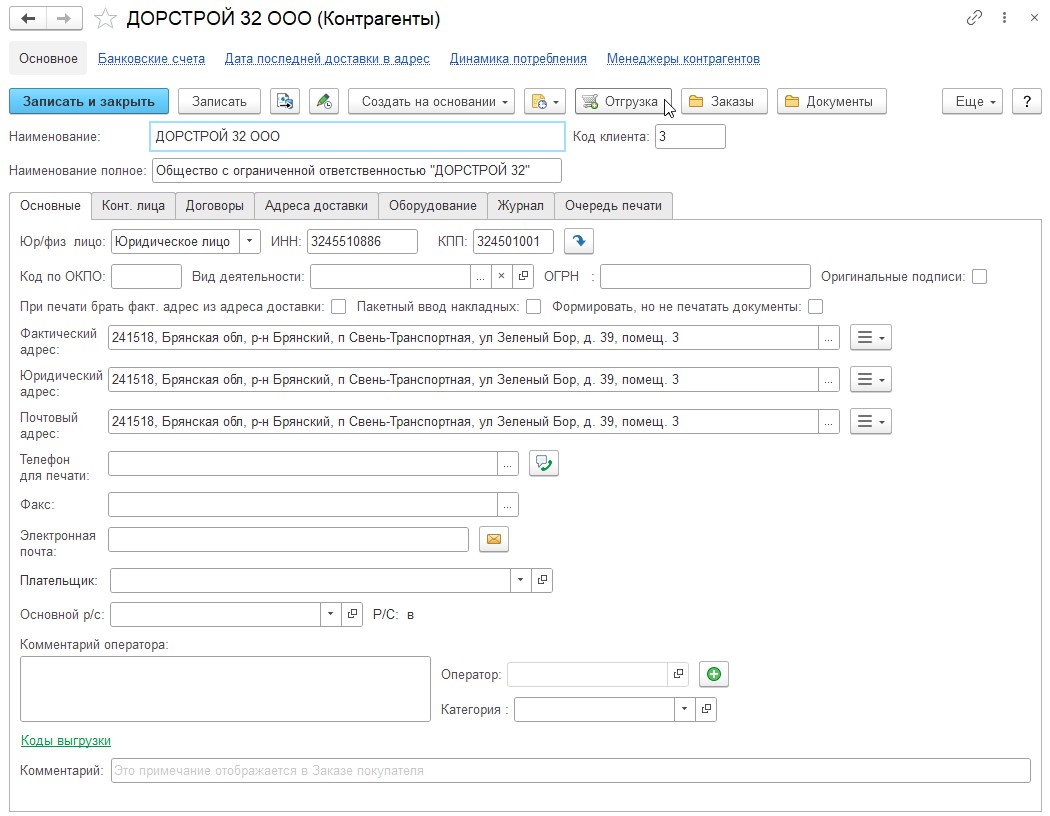 ДОРСТРОЙ 32 ООО (Контрагенты)
Основное Банковские счета Дата последней доставки в адрес Динамика потребления Менеджеры контрагентов
Записать и закрыть Записать Создать на основании Отгрузка Заказы Документы Еще ?
Наименование: ДОРСТРОЙ 32 ООО Код клиента: 3
Наименование полное: Общество с ограниченной ответственностью "ДОРСТРОЙ 32"
Основные Конт. лица Договоры Адреса доставки Оборудование Журнал Очередь печати
Юр/физ лицо: Юридическое лицо ИНН: 3245510886 КПП: 324501001
Код по ОКПО: Вид деятельности: ... × ОГРН : Оригинальные подписи:
При печати брать факт. адрес из адреса доставки: Пакетный ввод накладных: Формировать, но не печатать документы:
Фактический
адрес: 241518, Брянская обл, р-н Брянский, п Свень-Транспортная, ул Зеленый Бор, д. 39, помещ. 3 ...
Юридический
адрес: 241518, Брянская обл, р-н Брянский, п Свень-Транспортная, ул Зеленый Бор, д. 39, помещ. 3 ...
Почтовый
адрес: 241518, Брянская обл, р-н Брянский, п Свень-Транспортная, ул Зеленый Бор, д. 39, помещ. 3 ...
Телефон
для печати: ...
Факс: ...
Электронная
почта:
Плательщик:
Основной р/с: Р/С: в
Комментарий оператора:
Оператор:
Категория :
Коды выгрузки
Комментарий: Это примечание отображается в Заказе покупателя